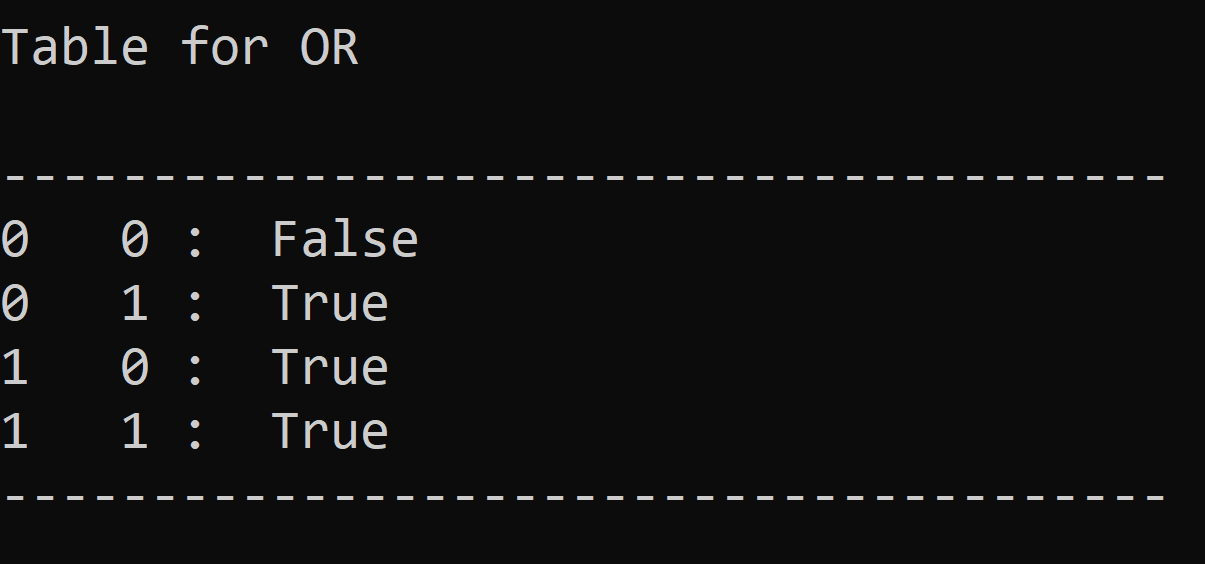 Table for OR
---------------------------------------
0   0 :  False
0   1 :  True
1   0 :  True
1   1 :  True
---------------------------------------